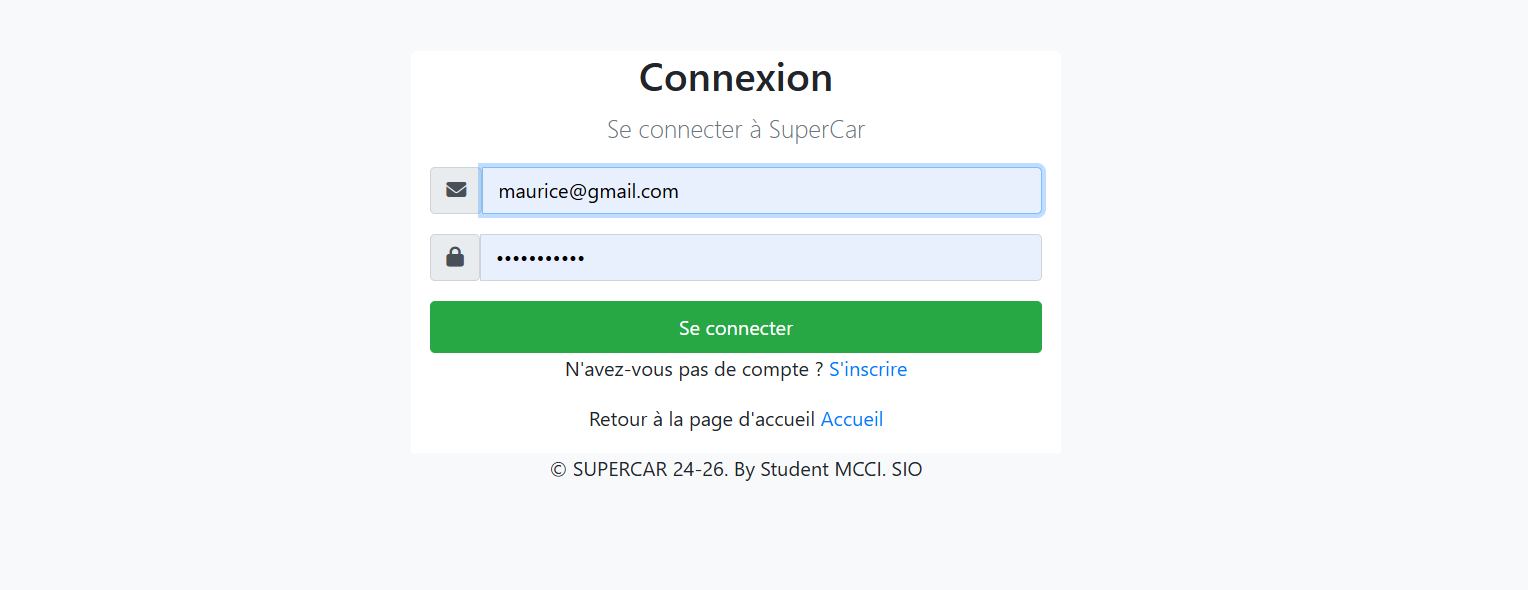 Connexion
Se connecter à SuperCar
maurice@gmail.com
•••••••••••
Se connecter
N'avez-vous pas de compte ? S'inscrire
Retour à la page d'accueil Accueil
© SUPERCAR 24-26. By Student MCCI. SIO